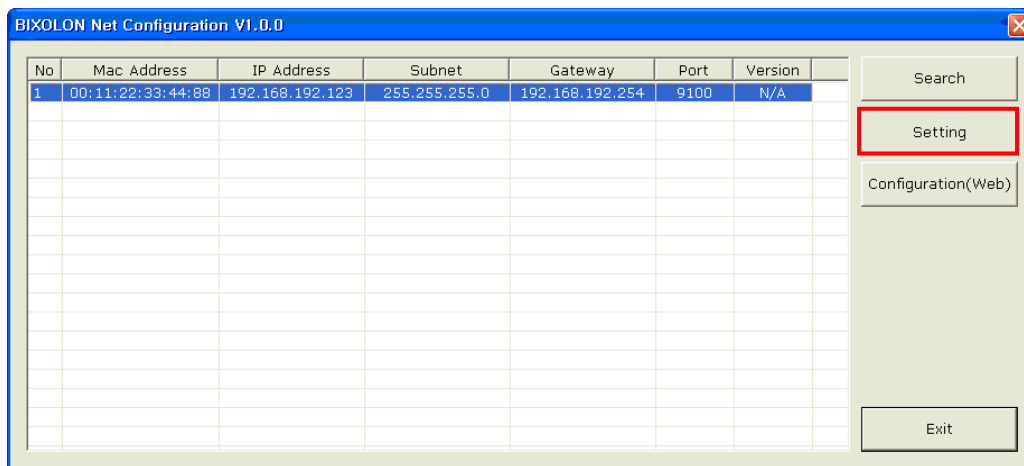 BIXOLON Net Configuration V1.0.0
No Mac Address IP Address Subnet Gateway Port Version
1 00:11:22:33:44:88 192.168.192.123 255.255.255.0 192.168.192.254 9100 N/A
Search
Setting
Configuration(Web)
Exit